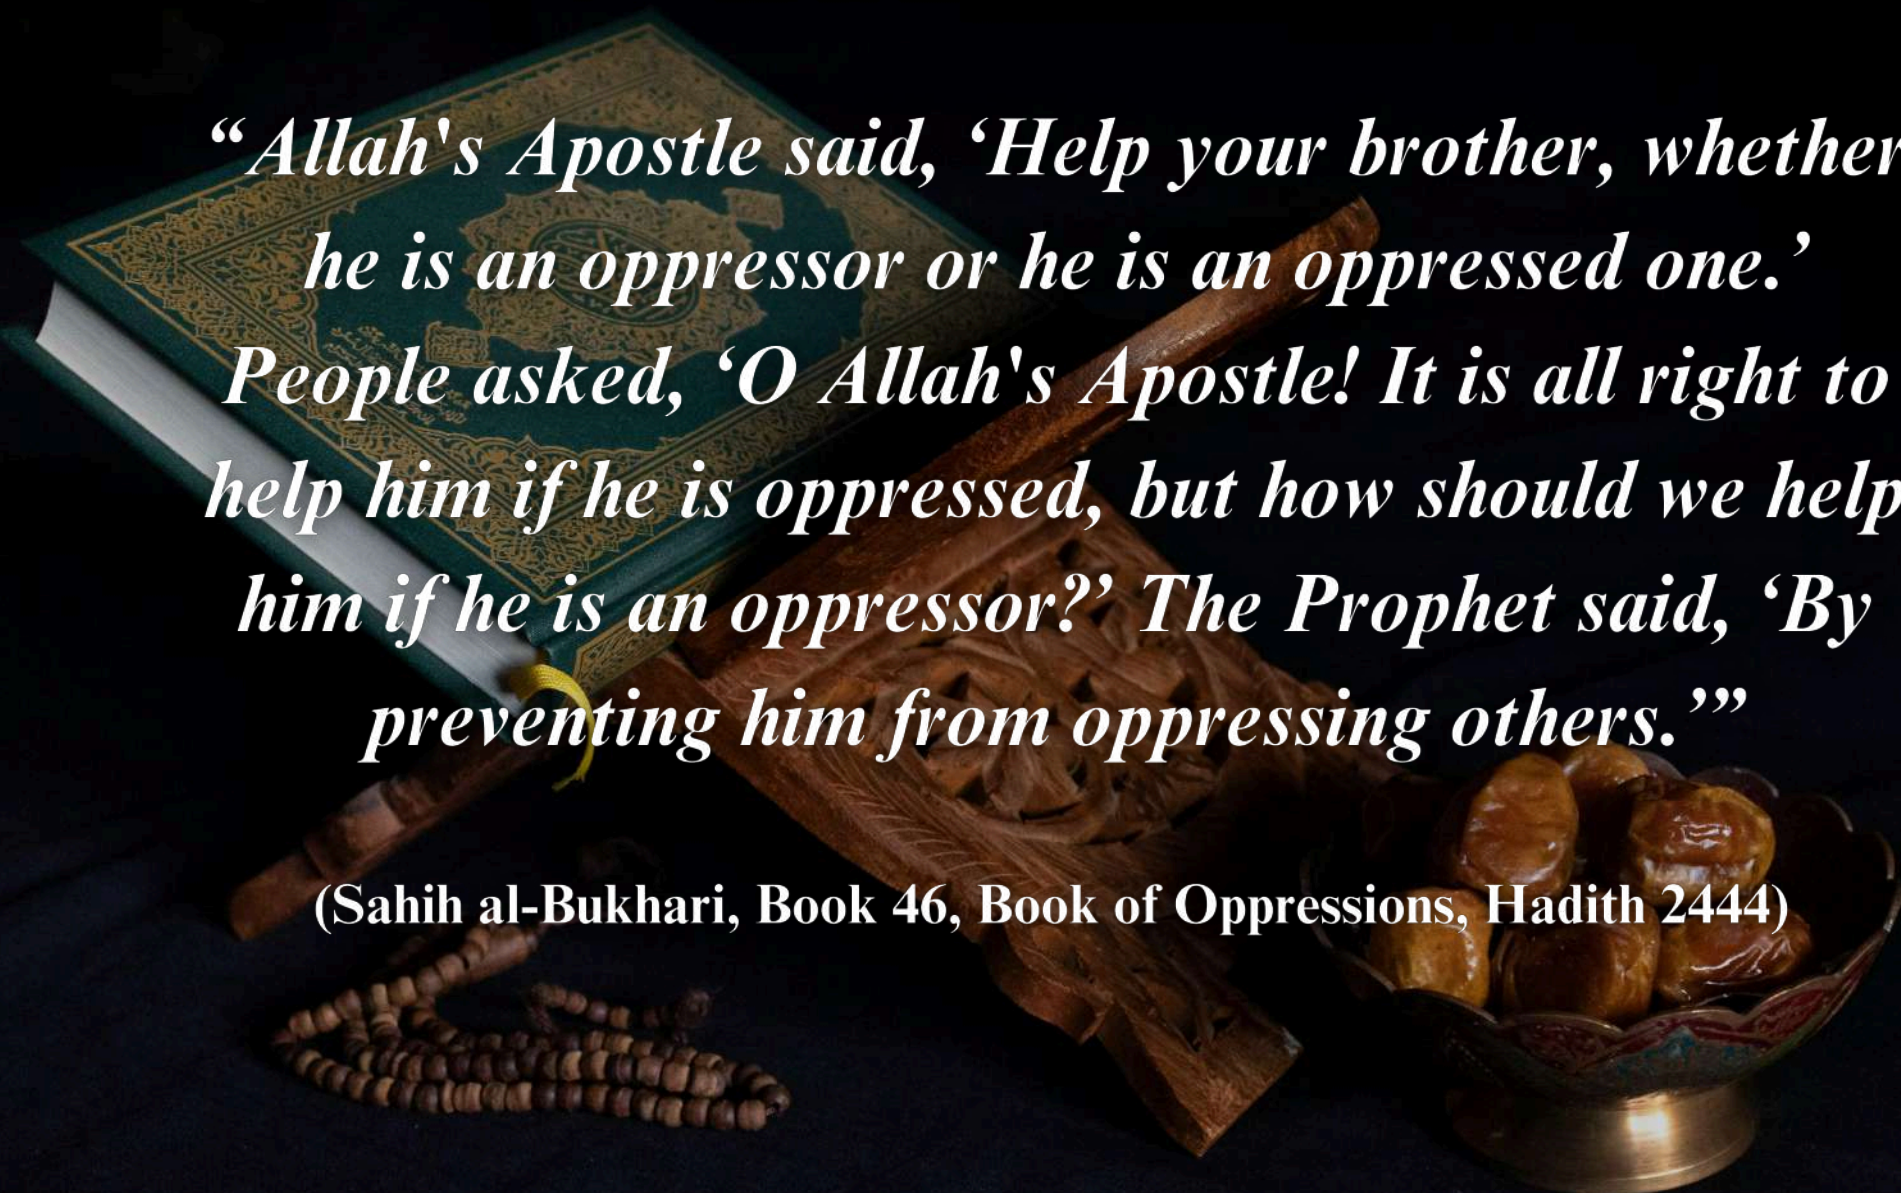 “Allah's Apostle said, ‘Help your brother, whether
he is an oppressor or he is an oppressed one.’
People asked, ‘O Allah's Apostle! It is all right to
help him if he is oppressed, but how should we help
him if he is an oppressor?’ The Prophet said, ‘By
preventing him from oppressing others.’”
(Sahih al-Bukhari, Book 46, Book of Oppressions, Hadith 2444)